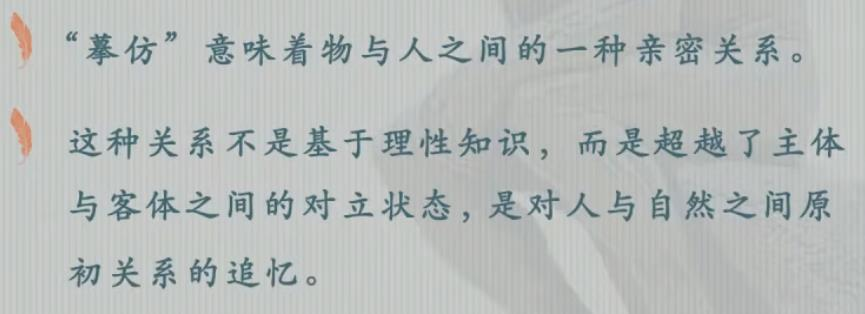 “摹仿”意味着物与人之间的一种亲密关系。
这种关系不是基于理性知识，而是超越了主体
与客体之间的对立状态，是对人与自然之间原
初关系的追忆。